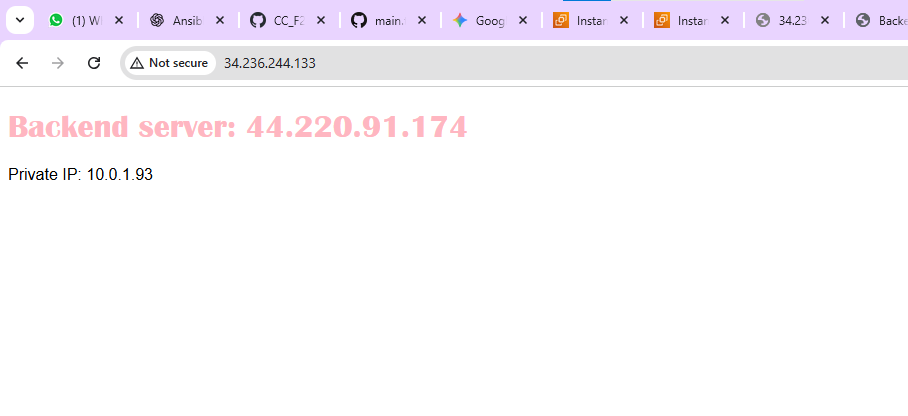 (1) W
Ansib
CC_F2
main.
Goog
Instar
Instar
34.23
Backe
Not secure
34.236.244.133
Backend server: 44.220.91.174
Private IP: 10.0.1.93